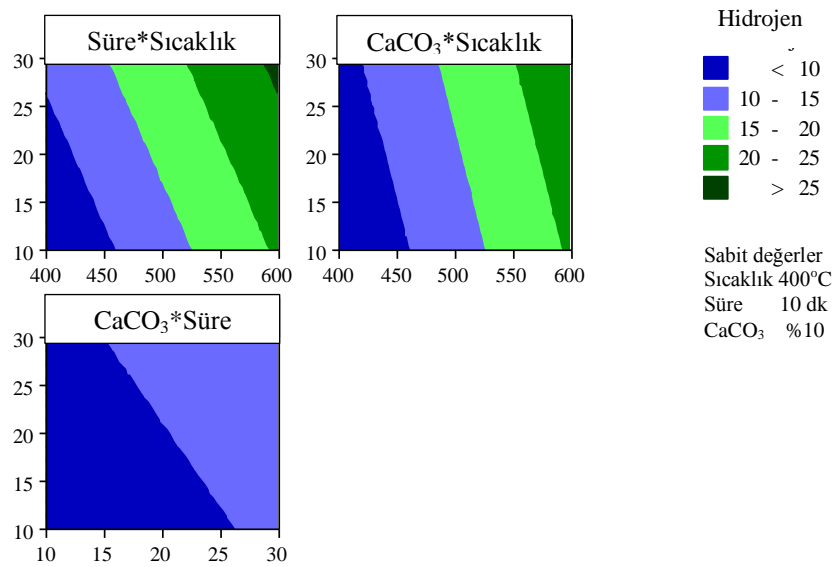 Süre*Sıcaklık
30
25
20
15
10
400 450 500 550 600
CaCO₃*Sıcaklık
30
25
20
15
10
400 450 500 550 600
CaCO₃*Süre
30
25
20
15
10
10 15 20 25 30
Hidrojen
< 10
10 - 15
15 - 20
20 - 25
> 25
Sabit değerler
Sıcaklık 400°C
Süre 10 dk
CaCO₃ %10